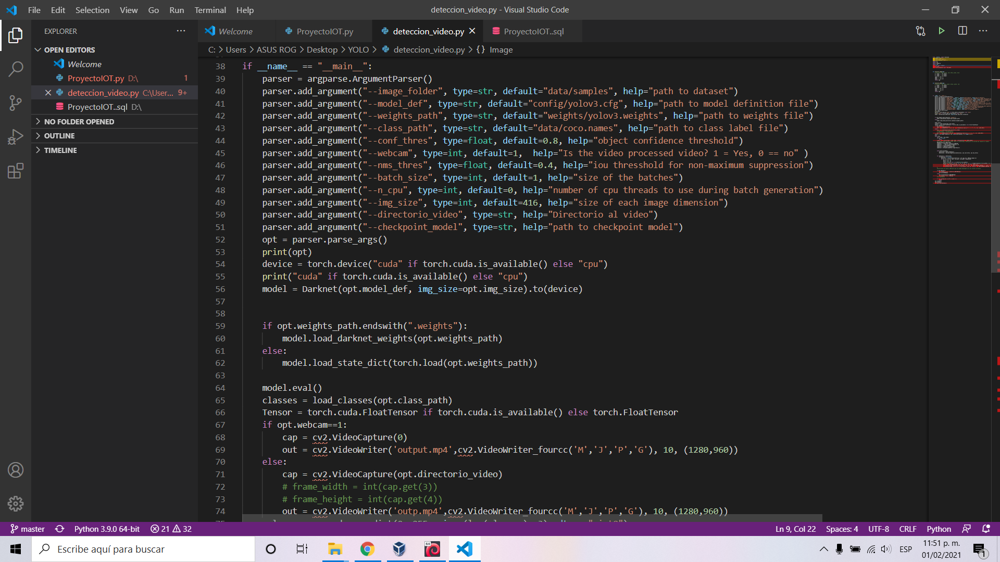 File Edit Selection View Go Run Terminal Help
deteccion_video.py - Visual Studio Code
EXPLORER
OPEN EDITORS
Welcome
ProyectoIOT.py D:\ 1
deteccion_video.py C:\User... 9+
ProyectoIOT..sql D:\
NO FOLDER OPENED
OUTLINE
TIMELINE
Welcome ProyectoIOT.py deteccion_video.py ProyectoIOT..sql
C: > Users > ASUS ROG > Desktop > YOLO > deteccion_video.py > {} Image
38 if __name__ == "__main__":
39 parser = argparse.ArgumentParser()
40 parser.add_argument("--image_folder", type=str, default="data/samples", help="path to dataset")
41 parser.add_argument("--model_def", type=str, default="config/yolov3.cfg", help="path to model definition file")
42 parser.add_argument("--weights_path", type=str, default="weights/yolov3.weights", help="path to weights file")
43 parser.add_argument("--class_path", type=str, default="data/coco.names", help="path to class label file")
44 parser.add_argument("--conf_thres", type=float, default=0.8, help="object confidence threshold")
45 parser.add_argument("--webcam", type=int, default=1,  help="Is the video processed video? 1 = Yes, 0 == no" )
46 parser.add_argument("--nms_thres", type=float, default=0.4, help="iou thresshold for non-maximum suppression")
47 parser.add_argument("--batch_size", type=int, default=1, help="size of the batches")
48 parser.add_argument("--n_cpu", type=int, default=0, help="number of cpu threads to use during batch generation")
49 parser.add_argument("--img_size", type=int, default=416, help="size of each image dimension")
50 parser.add_argument("--directorio_video", type=str, help="Directorio al video")
51 parser.add_argument("--checkpoint_model", type=str, help="path to checkpoint model")
52 opt = parser.parse_args()
53 print(opt)
54 device = torch.device("cuda" if torch.cuda.is_available() else "cpu")
55 print("cuda" if torch.cuda.is_available() else "cpu")
56 model = Darknet(opt.model_def, img_size=opt.img_size).to(device)
57
58
59 if opt.weights_path.endswith(".weights"):
60 model.load_darknet_weights(opt.weights_path)
61 else:
62 model.load_state_dict(torch.load(opt.weights_path))
63
64 model.eval()
65 classes = load_classes(opt.class_path)
66 Tensor = torch.cuda.FloatTensor if torch.cuda.is_available() else torch.FloatTensor
67 if opt.webcam==1:
68 cap = cv2.VideoCapture(0)
69 out = cv2.VideoWriter('output.mp4',cv2.VideoWriter_fourcc('M','J','P','G'), 10, (1280,960))
70 else:
71 cap = cv2.VideoCapture(opt.directorio_video)
72 # frame_width = int(cap.get(3))
73 # frame_height = int(cap.get(4))
74 out = cv2.VideoWriter('outp.mp4',cv2.VideoWriter_fourcc('M','J','P','G'), 10, (1280,960))
master Python 3.9.0 64-bit 21 32 Ln 9, Col 22 Spaces: 4 UTF-8 CRLF Python
Escribe aquí para buscar
64
ESP
11:51 p. m.
01/02/2021
1